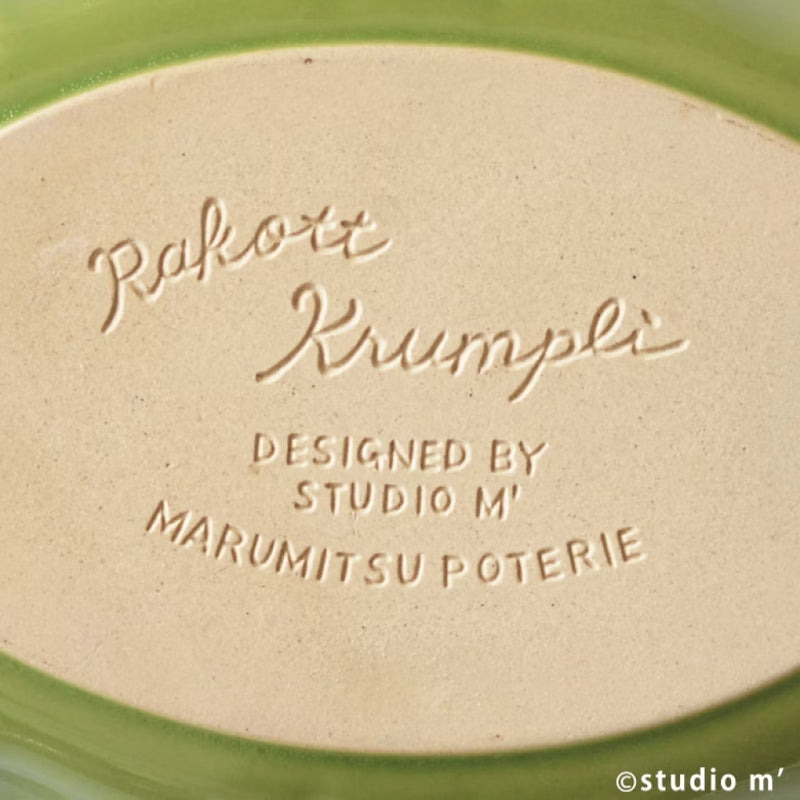 Rakott
Krumpli
DESIGNED BY
STUDIO M'
MARUMITSU POTERIE
©studio m'